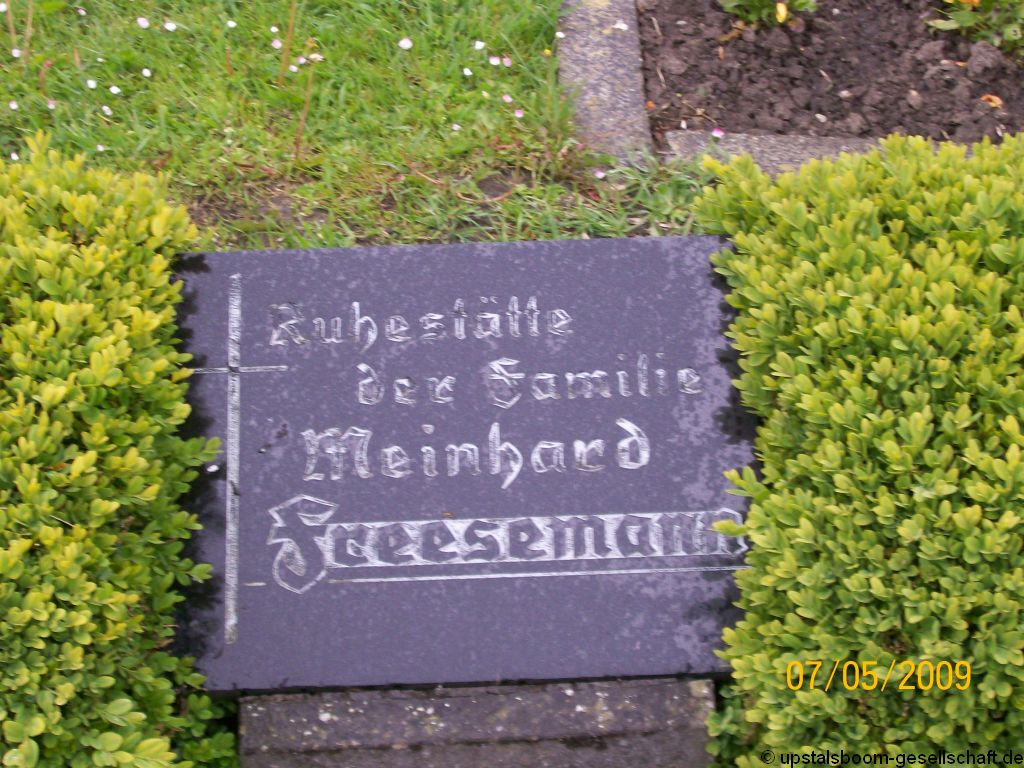 Ruhestätte
der Familie
Meinhard
Freesemann
07/05/2009
© upstalsboom-gesellschaft.de